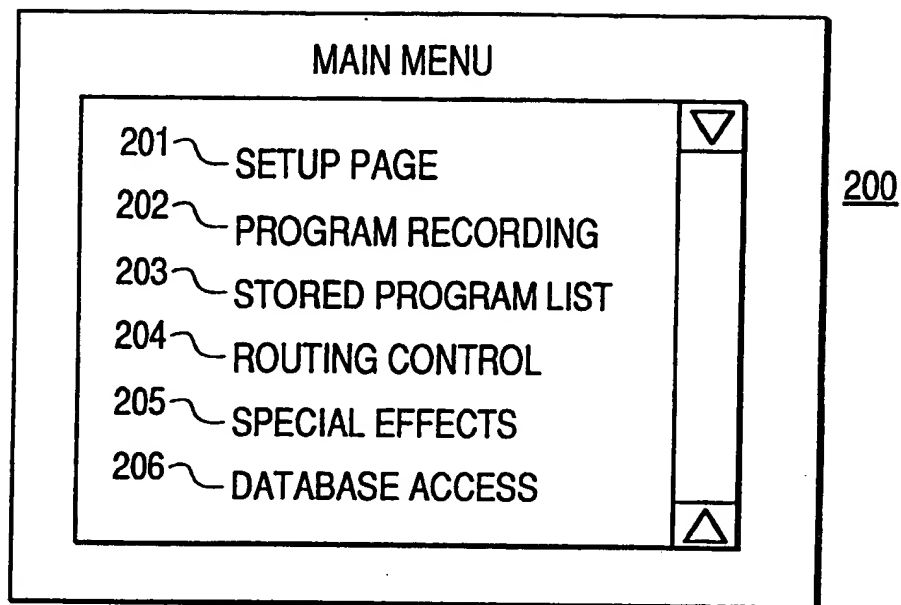 MAIN MENU
201 SETUP PAGE
202 PROGRAM RECORDING
203 STORED PROGRAM LIST
204 ROUTING CONTROL
205 SPECIAL EFFECTS
206 DATABASE ACCESS
200